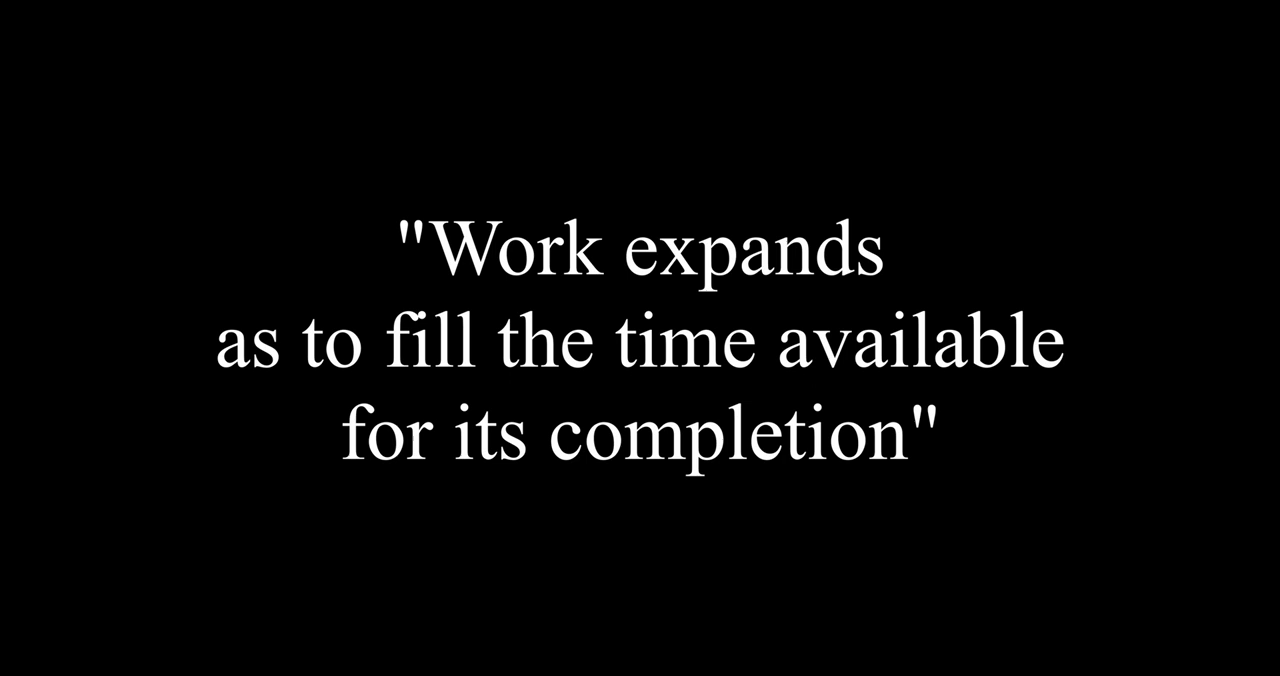 "Work expands
as to fill the time available
for its completion"